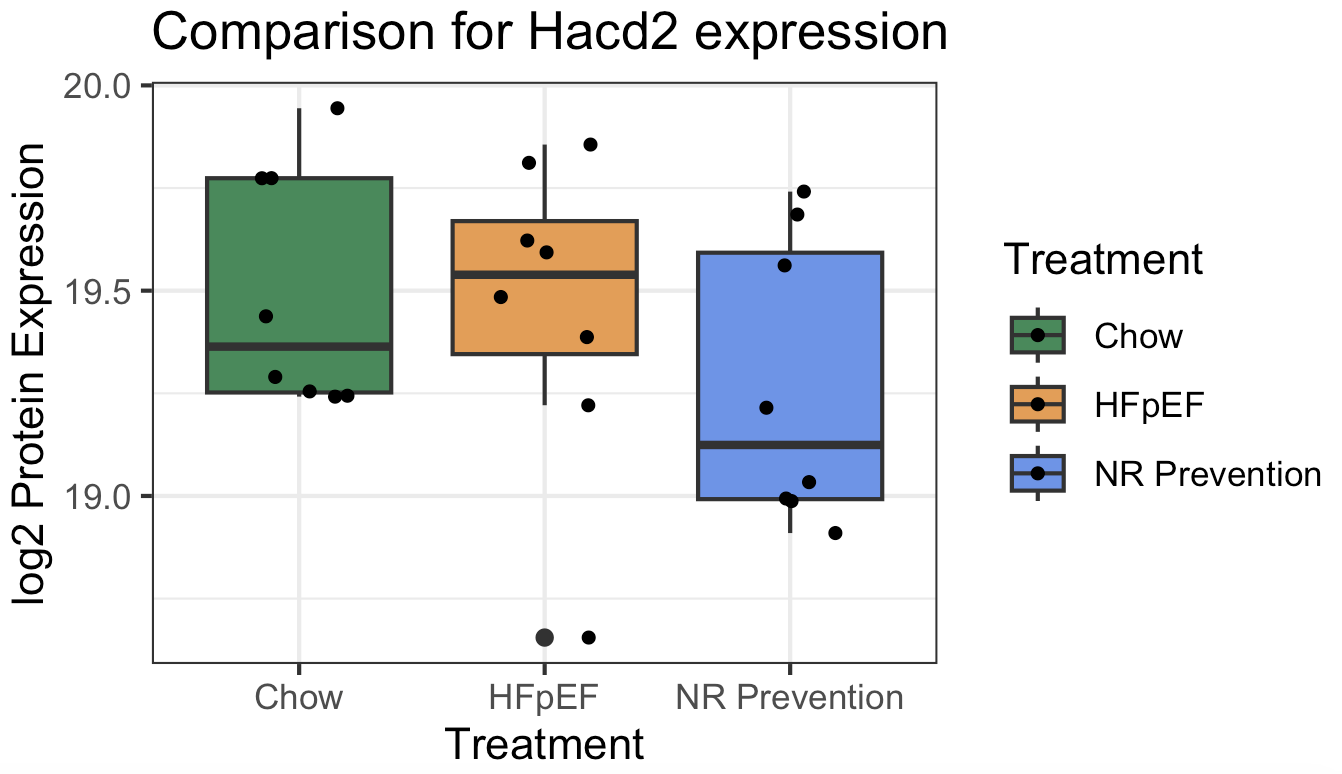 Comparison for Hacd2 expression
log2 Protein Expression
20.0
19.5
19.0
Chow
HFpEF
NR Prevention
Treatment
Treatment
Chow
HFpEF
NR Prevention